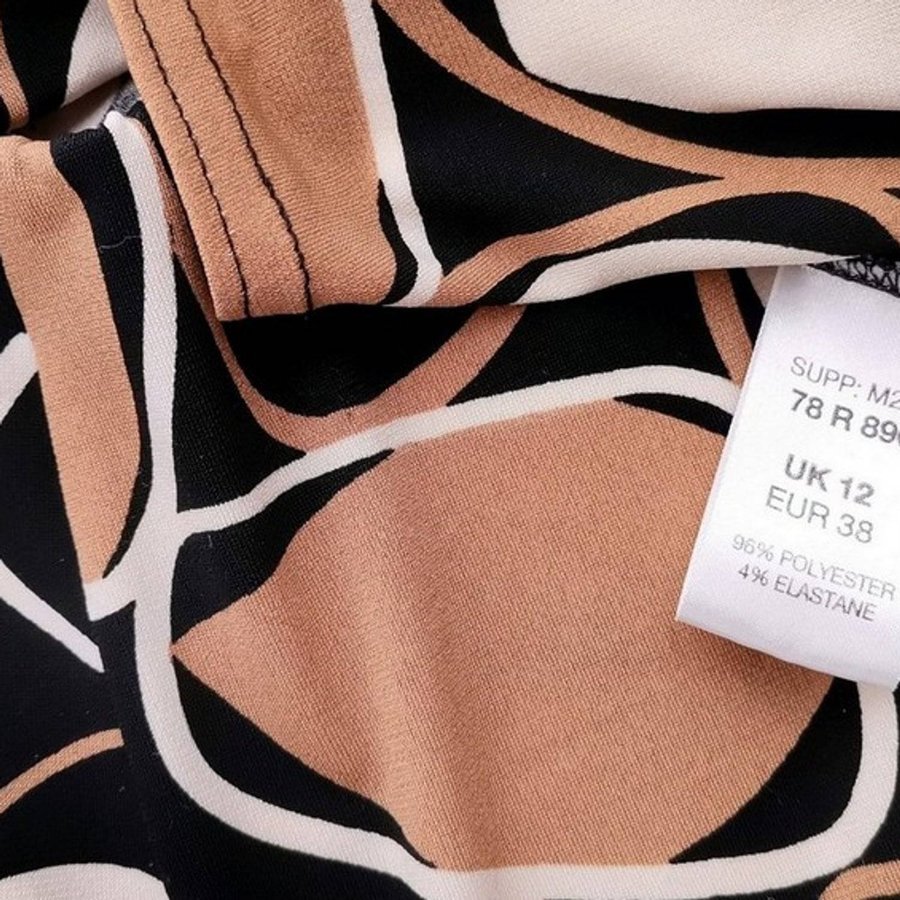 SUPP: M2
78 R 89
UK 12
EUR 38
96% POLYESTER
4% ELASTANE